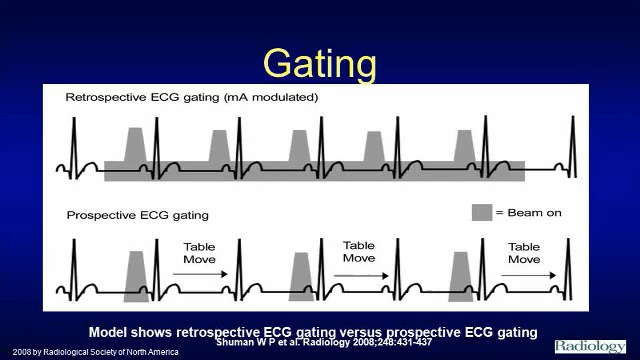 Gating
Retrospective ECG gating (mA modulated)
Prospective ECG gating
= Beam on
Table
Move
Table
Move
Table
Move
Model shows retrospective ECG gating versus prospective ECG gating
Shuman W P et al. Radiology 2008;248:431-437
2008 by Radiological Society of North America
Radiology